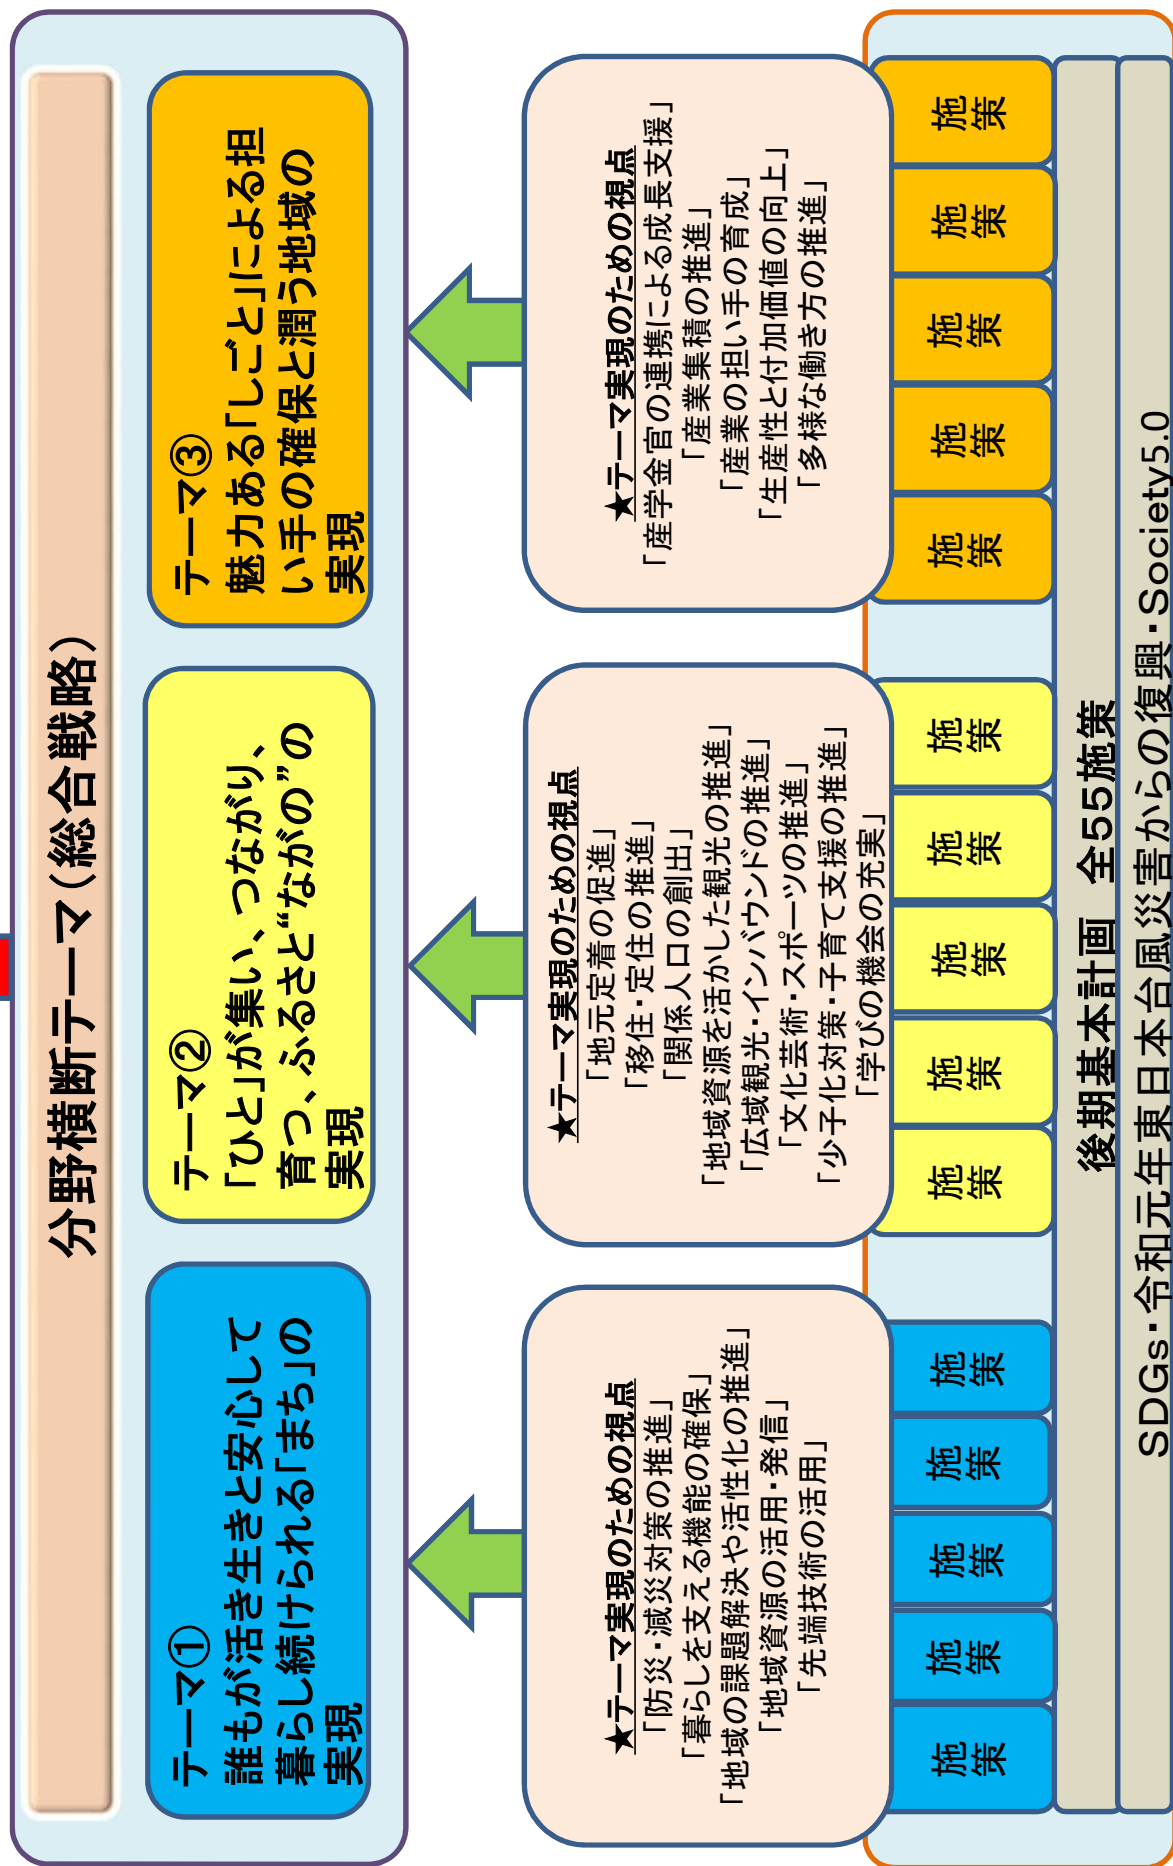 分野横断テーマ（総合戦略）
テーマ①
誰もが活き生きと安心して
暮らし続けられる「まち」の
実現
テーマ②
「ひと」が集い、つながり、
育つ、ふるさと“ながの”の
実現
テーマ③
魅力ある「しごと」による担
い手の確保と潤う地域の
実現
★テーマ実現のための視点
「防災・減災対策の推進」
「暮らしを支える機能の確保」
「地域の課題解決や活性化の推進」
「地域資源の活用・発信」
「先端技術の活用」
★テーマ実現のための視点
「地元定着の促進」
「移住・定住の推進」
「関係人口の創出」
「地域資源を活かした観光の推進」
「広域観光・インバウンドの推進」
「文化芸術・スポーツの推進」
「少子化対策・子育て支援の推進」
「学びの機会の充実」
★テーマ実現のための視点
「産学金官の連携による成長支援」
「産業集積の推進」
「産業の担い手の育成」
「生産性と付加価値の向上」
「多様な働き方の推進」
施
策
施
策
施
策
施
策
施
策
施
策
施
策
施
策
施
策
施
策
施
策
施
策
施
策
施
策
施
策
後期基本計画 全55施策
SDGs・令和元年東日本台風災害からの復興・Society5.0